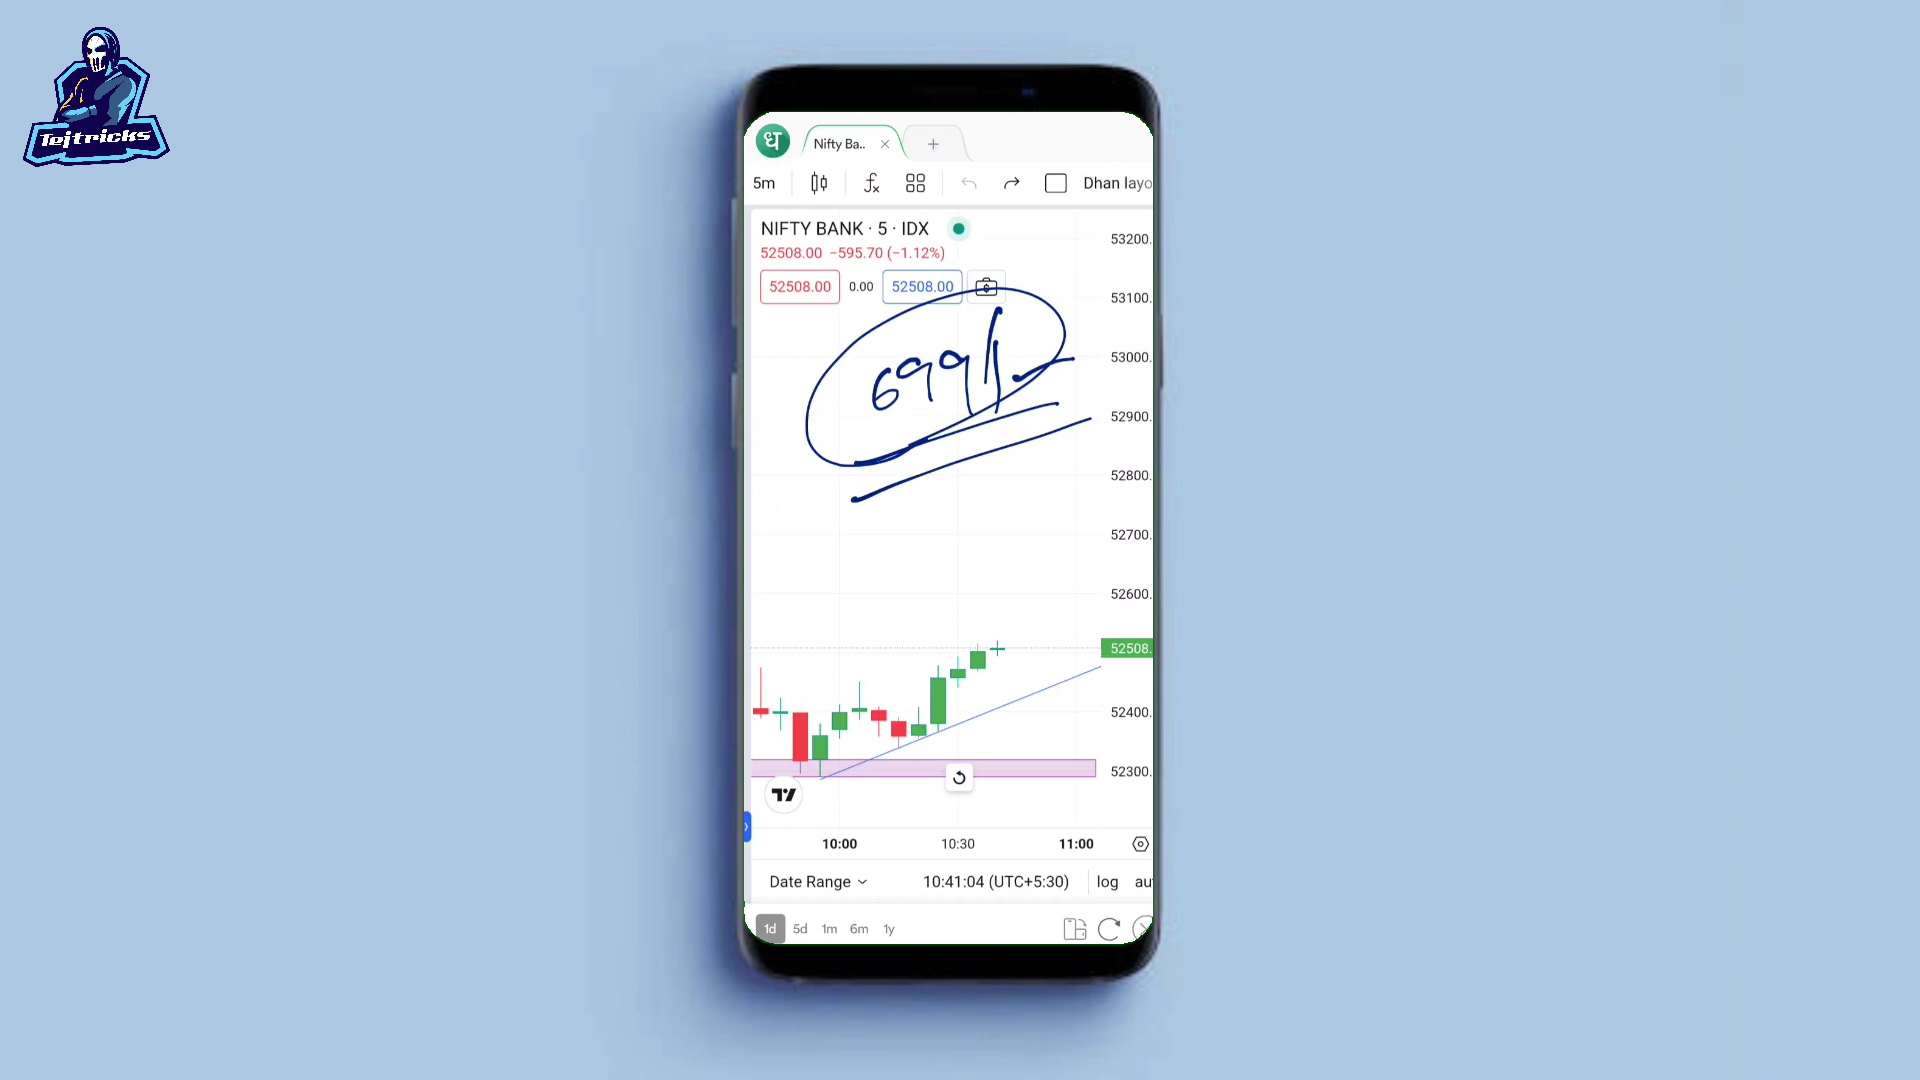 Tejtricks
ध
Nifty Ba..
5m
Dhan layo
NIFTY BANK · 5 · IDX
52508.00 −595.70 (−1.12%)
52508.00 0.00 52508.00
699/
53200.
53100.
53000.
52900.
52800.
52700.
52600.
52508.
52400.
52300.
10:00 10:30 11:00
Date Range 10:41:04 (UTC+5:30) log au
1d 5d 1m 6m 1y